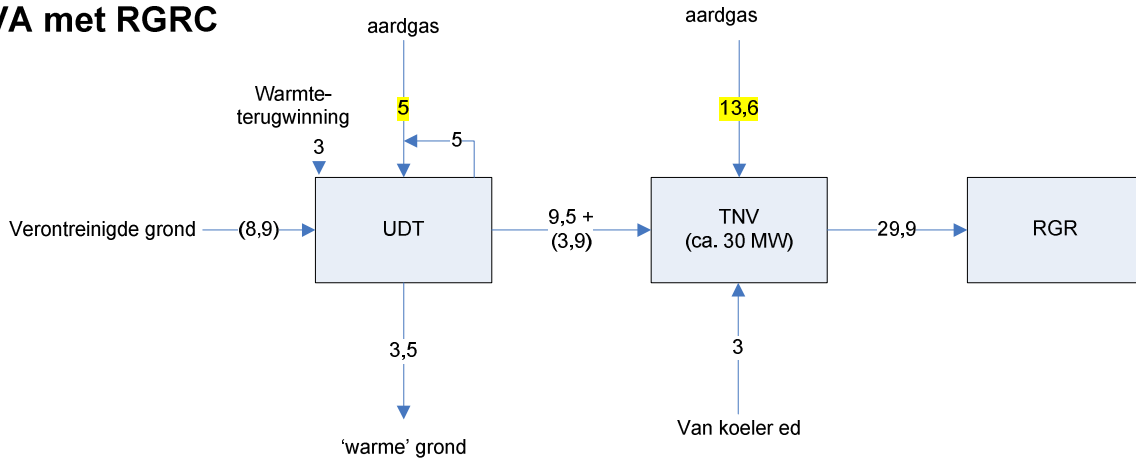 VA met RGRC
aardgas
aardgas
Warmte-
terugwinning
3
5
5
13,6
Verontreinigde grond
(8,9)
UDT
9,5 +
(3,9)
TNV
(ca. 30 MW)
29,9
RGR
3,5
3
'warme' grond
Van koeler ed